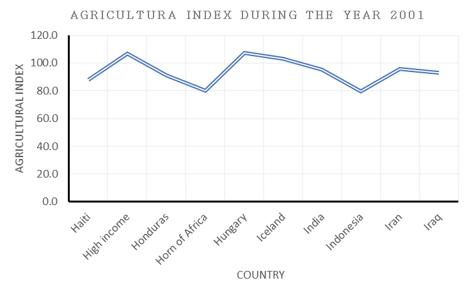 AGRICULTURA INDEX DURING THE YEAR 2001
120.0
100.0
80.0
60.0
40.0
20.0
0.0
AGRICULTURAL INDEX
Haiti
High income
Honduras
Horn of Africa
Hungary
Iceland
India
Indonesia
Iran
Iraq
COUNTRY